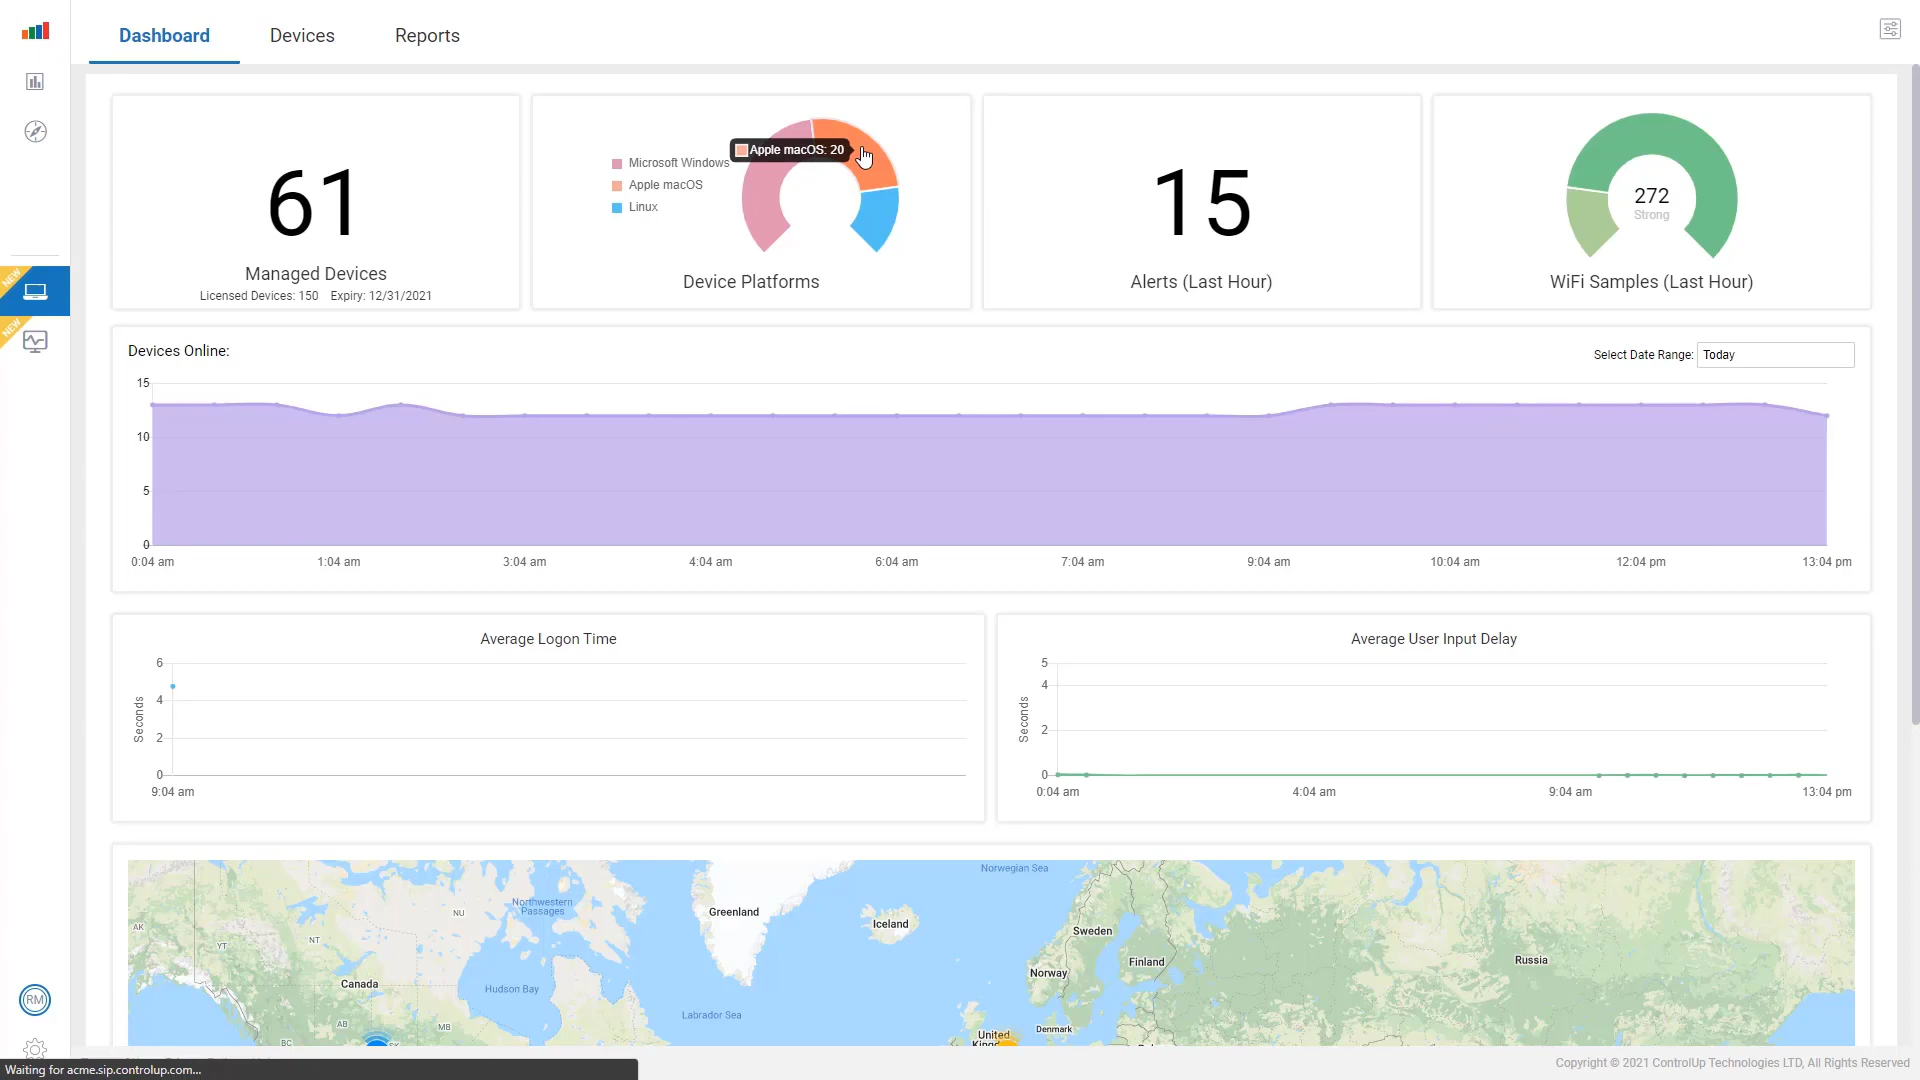 Dashboard
Devices
Reports
NEW
NEW
RM
61
Managed Devices
Licensed Devices: 150 Expiry: 12/31/2021
Microsoft Windows
Apple macOS
Linux
Apple macOS: 20
Device Platforms
15
Alerts (Last Hour)
272
Strong
WiFi Samples (Last Hour)
Devices Online:
Select Date Range: Today
15
10
5
0
0:04 am 1:04 am 3:04 am 4:04 am 6:04 am 7:04 am 9:04 am 10:04 am 12:04 pm 13:04 pm
Average Logon Time
Seconds
6
4
2
0
9:04 am
Average User Input Delay
Seconds
5
4
2
0
0:04 am 4:04 am 9:04 am 13:04 pm
Norwegian Sea
Northwestern
Passages
NU
Greenland
Iceland
AK
YT
NT
Sweden
Finland
Russia
Norway
Canada
Hudson Bay
Labrador Sea
AB
MB
BC
SK
Denmark
United
Copyright © 2021 ControlUp Technologies LTD, All Rights Reserved
Waiting for acme.sip.controlup.com...